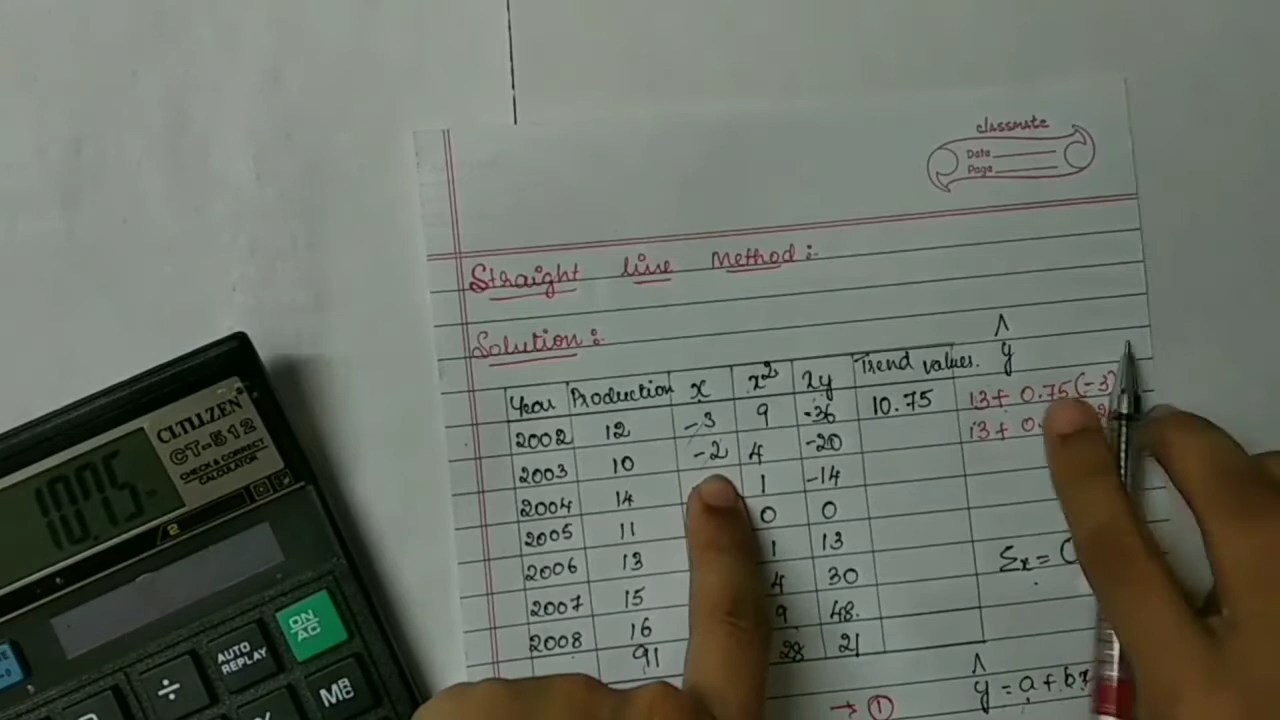 classmate
Date
Page
Straight line Method:
Solution:
Year Production x x² xy Trend values. ŷ
2002 12 -3 9 -36 10.75 13+ 0.75(-3)
2003 10 -2 4 -20 13+ 0.
2004 14 1 -14
2005 11 0 0
2006 13 1 13
2007 15 4 30
2008 16 9 48.
91 28 21
Σx = 0
→ ①
ŷ = a + bx
CLTLLZEN
CT-512
CHECK & CORRECT
CALCULATOR
10.75
ON/AC
AUTO REPLAY
÷